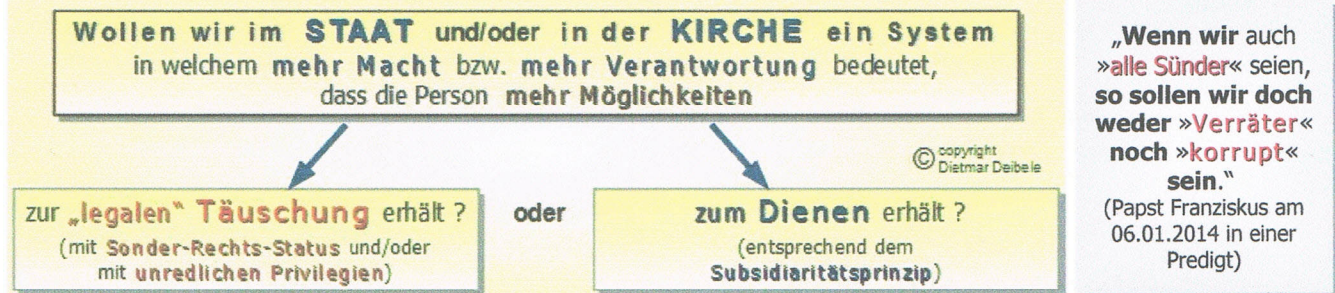 Wollen wir im STAAT und/oder in der KIRCHE ein System
in welchem mehr Macht bzw. mehr Verantwortung bedeutet,
dass die Person mehr Möglichkeiten
© copyright
Dietmar Deibele
zur „legalen" Täuschung erhält ?
(mit Sonder-Rechts-Status und/oder
mit unredlichen Privilegien)
oder
zum Dienen erhält ?
(entsprechend dem
Subsidiaritätsprinzip)
„Wenn wir auch
»alle Sünder« seien,
so sollen wir doch
weder »Verräter«
noch »korrupt«
sein."
(Papst Franziskus am
06.01.2014 in einer
Predigt)